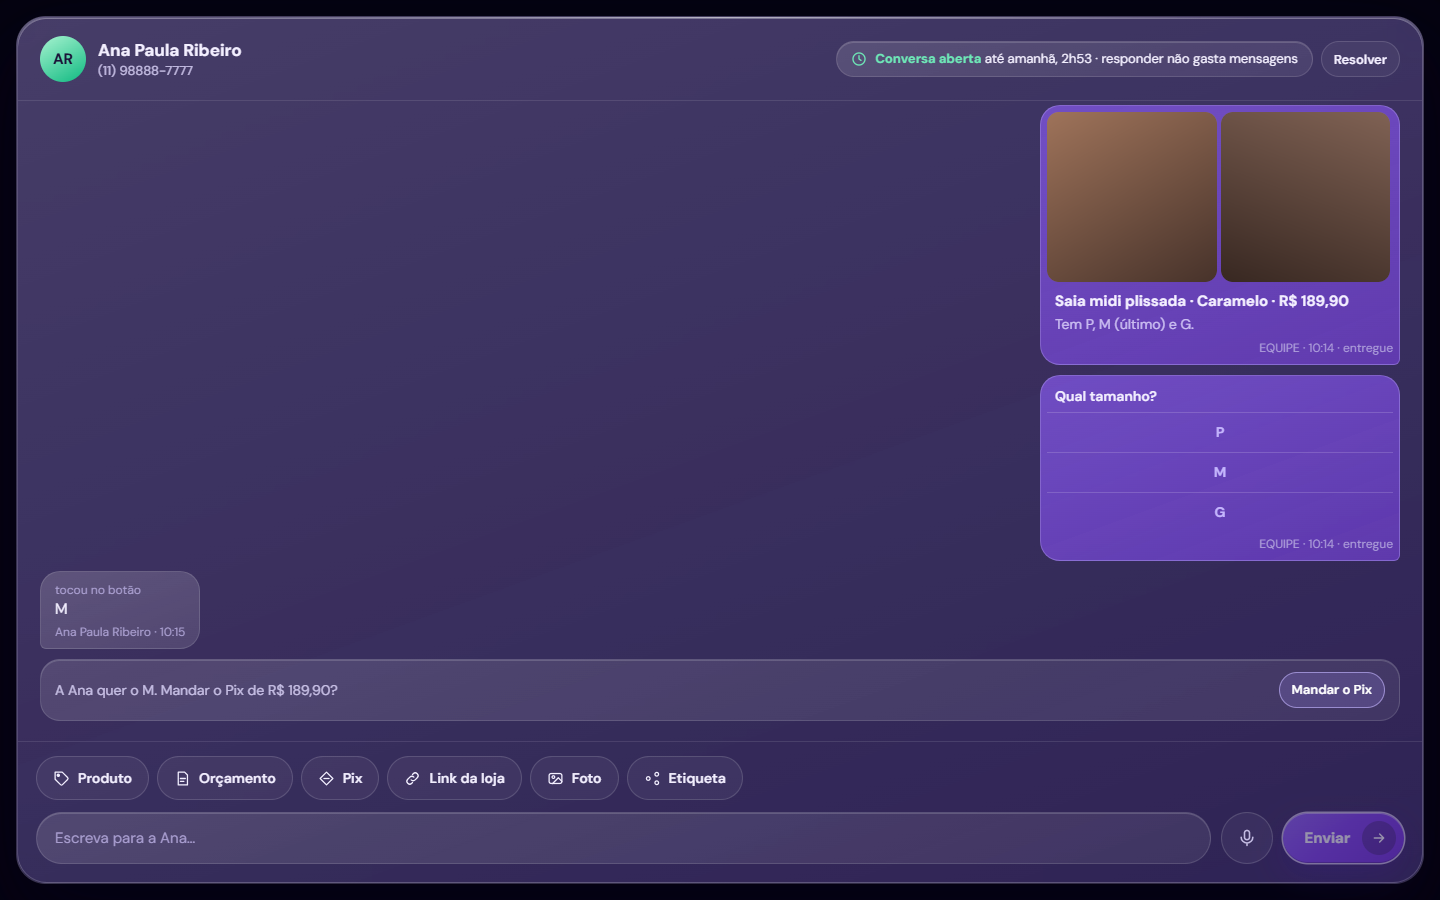 AR
Ana Paula Ribeiro
(11) 98888-7777
Conversa aberta até amanhã, 2h53 · responder não gasta mensagens
Resolver
Saia midi plissada · Caramelo · R$ 189,90
Tem P, M (último) e G.
EQUIPE · 10:14 · entregue
Qual tamanho?
P
M
G
EQUIPE · 10:14 · entregue
tocou no botão
M
Ana Paula Ribeiro · 10:15
A Ana quer o M. Mandar o Pix de R$ 189,90?
Mandar o Pix
Produto
Orçamento
Pix
Link da loja
Foto
Etiqueta
Escreva para a Ana...
Enviar